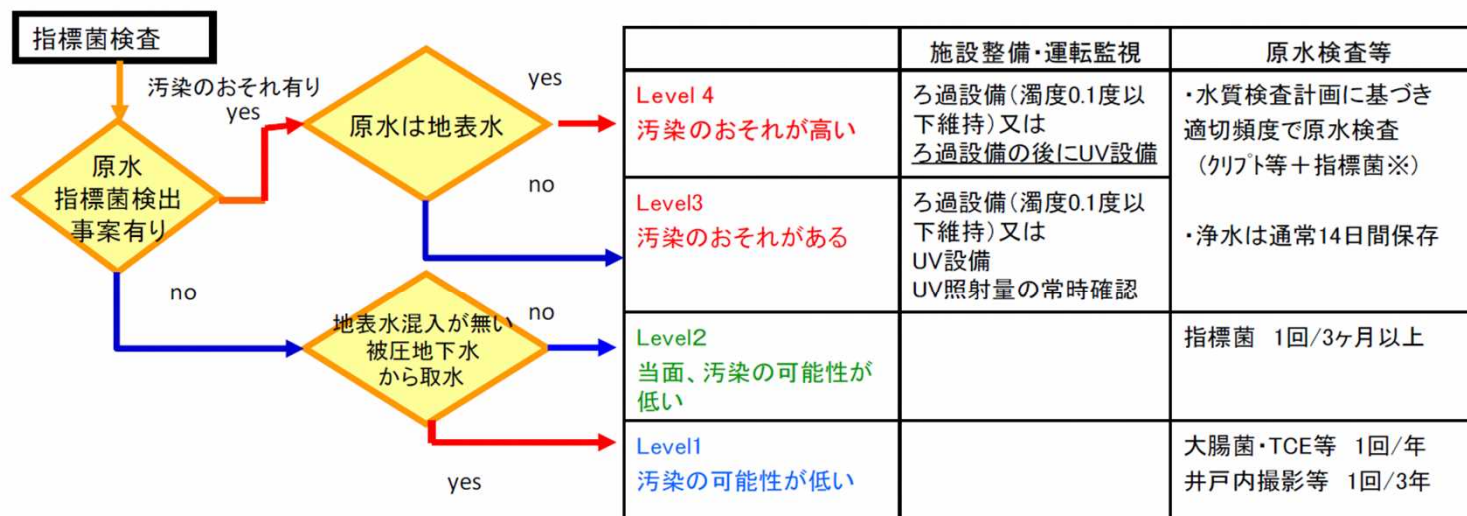 指標菌検査
汚染のおそれ有り
yes
原水
指標菌検出
事案有り
no
原水は地表水
yes
no
地表水混入が無い
被圧地下水
から取水
no
yes
施設整備・運転監視
原水検査等
Level 4
汚染のおそれが高い
ろ過設備(濁度0.1度以
下維持)又は
ろ過設備の後にUV設備
・水質検査計画に基づき
適切頻度で原水検査
(クリプト等+指標菌※)
・浄水は通常14日間保存
Level3
汚染のおそれがある
ろ過設備(濁度0.1度以
下維持)又は
UV設備
UV照射量の常時確認
Level2
当面、汚染の可能性が
低い
指標菌 1回/3ヶ月以上
Level1
汚染の可能性が低い
大腸菌・TCE等 1回/年
井戸内撮影等 1回/3年